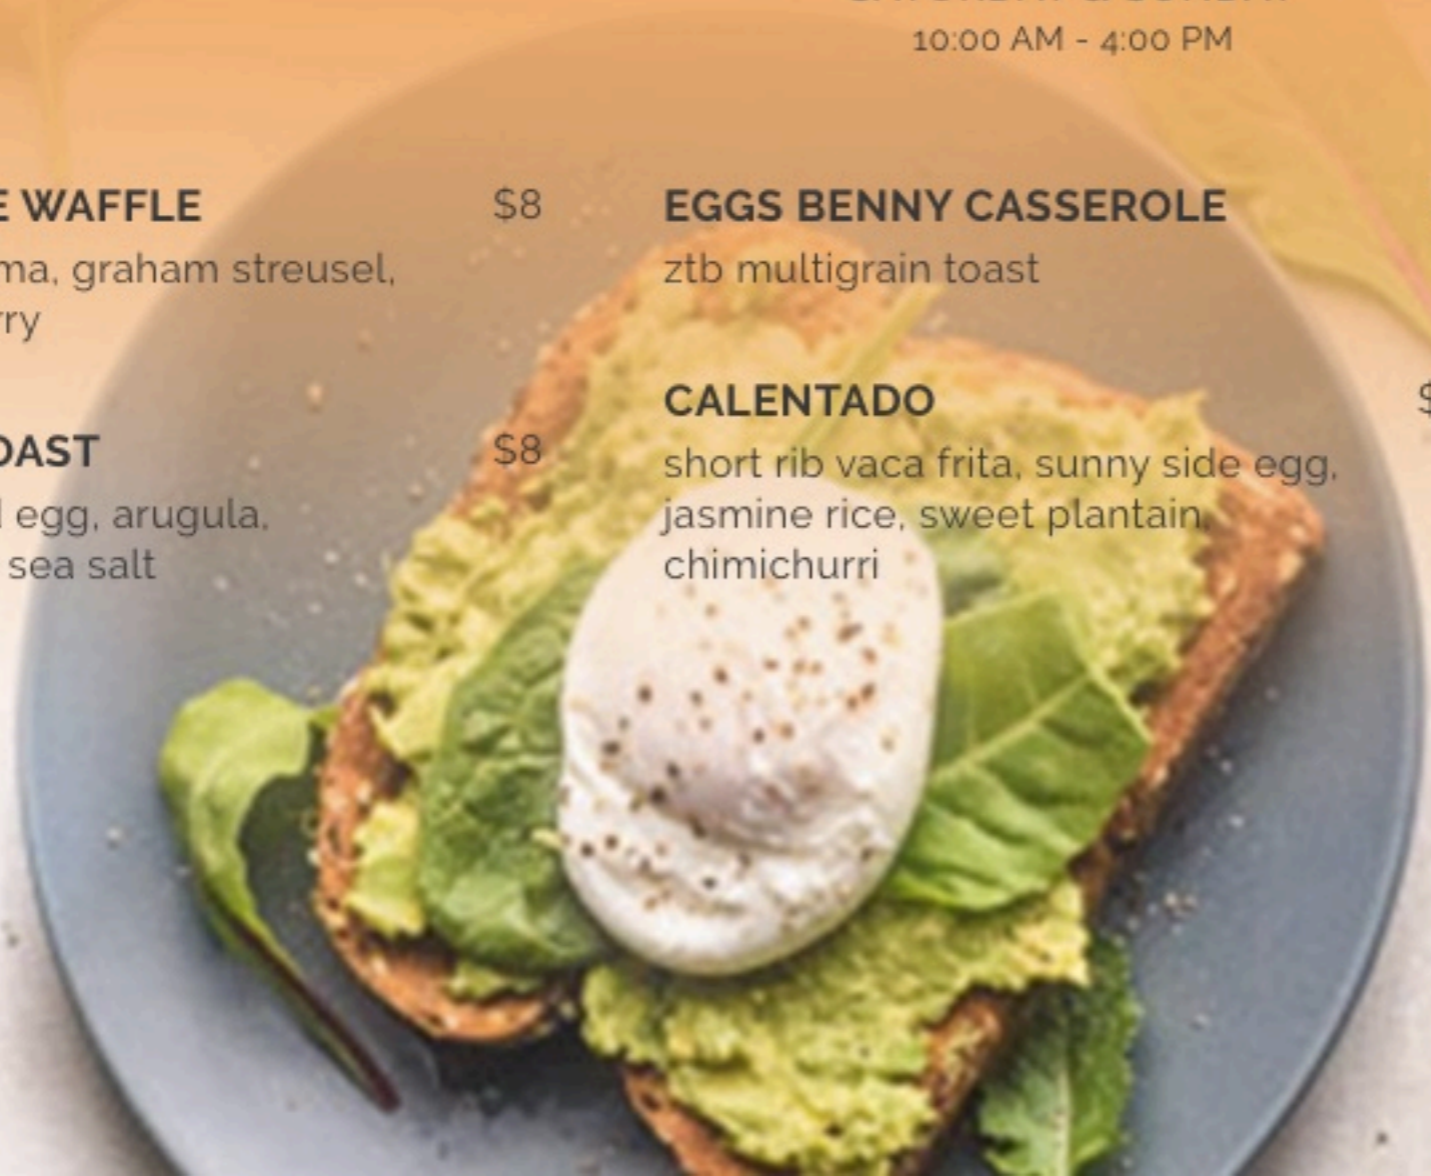 10:00 AM - 4:00 PM
E WAFFLE $8
ma, graham streusel,
rry
OAST $8
egg, arugula,
sea salt
EGGS BENNY CASSEROLE
ztb multigrain toast
CALENTADO $
short rib vaca frita, sunny side egg,
jasmine rice, sweet plantain,
chimichurri